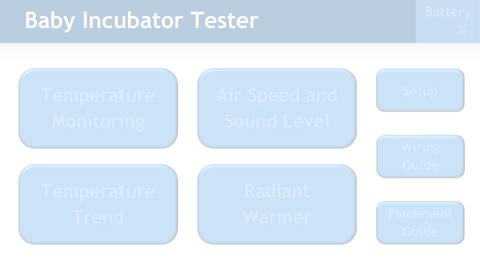 Baby Incubator Tester
Battery
%
Temperature
Monitoring
Air Speed and
Sound Level
Setup
Wiring
Guide
Temperature
Trend
Radiant
Warmer
Placement
Guide